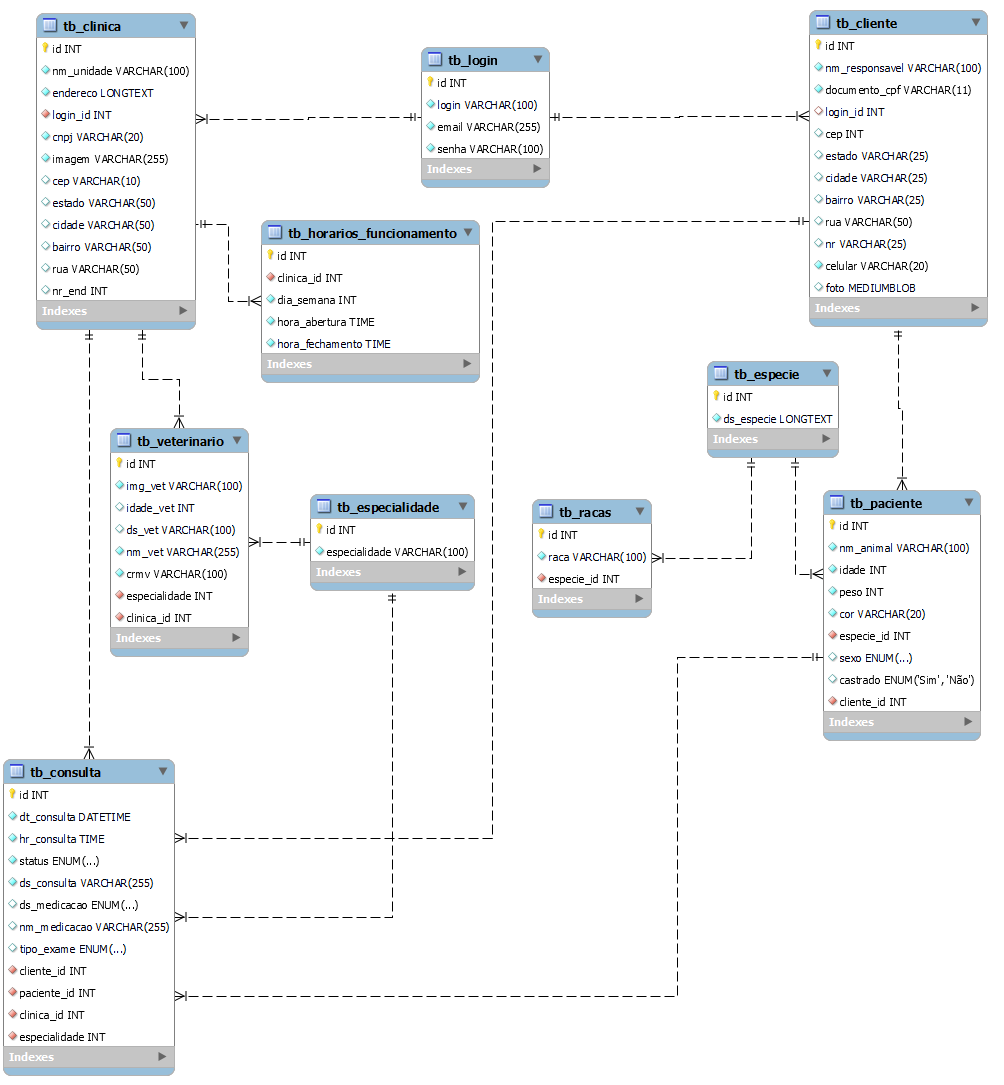 tb_clinica
id INT
nm_unidade VARCHAR(100)
endereco LONGTEXT
login_id INT
cnpj VARCHAR(20)
imagem VARCHAR(255)
cep VARCHAR(10)
estado VARCHAR(50)
cidade VARCHAR(50)
bairro VARCHAR(50)
rua VARCHAR(50)
nr_end INT
Indexes
tb_login
id INT
login VARCHAR(100)
email VARCHAR(255)
senha VARCHAR(100)
Indexes
tb_cliente
id INT
nm_responsavel VARCHAR(100)
documento_cpf VARCHAR(11)
login_id INT
cep INT
estado VARCHAR(25)
cidade VARCHAR(25)
bairro VARCHAR(25)
rua VARCHAR(50)
nr VARCHAR(25)
celular VARCHAR(20)
foto MEDIUMBLOB
Indexes
tb_horarios_funcionamento
id INT
clinica_id INT
dia_semana INT
hora_abertura TIME
hora_fechamento TIME
Indexes
tb_especie
id INT
ds_especie LONGTEXT
Indexes
tb_veterinario
id INT
img_vet VARCHAR(100)
idade_vet INT
ds_vet VARCHAR(100)
nm_vet VARCHAR(255)
crmv VARCHAR(100)
especialidade INT
clinica_id INT
Indexes
tb_especialidade
id INT
especialidade VARCHAR(100)
Indexes
tb_racas
id INT
raca VARCHAR(100)
especie_id INT
Indexes
tb_paciente
id INT
nm_animal VARCHAR(100)
idade INT
peso INT
cor VARCHAR(20)
especie_id INT
sexo ENUM(...)
castrado ENUM('Sim', 'Não')
cliente_id INT
Indexes
tb_consulta
id INT
dt_consulta DATETIME
hr_consulta TIME
status ENUM(...)
ds_consulta VARCHAR(255)
ds_medicacao ENUM(...)
nm_medicacao VARCHAR(255)
tipo_exame ENUM(...)
cliente_id INT
paciente_id INT
clinica_id INT
especialidade INT
Indexes